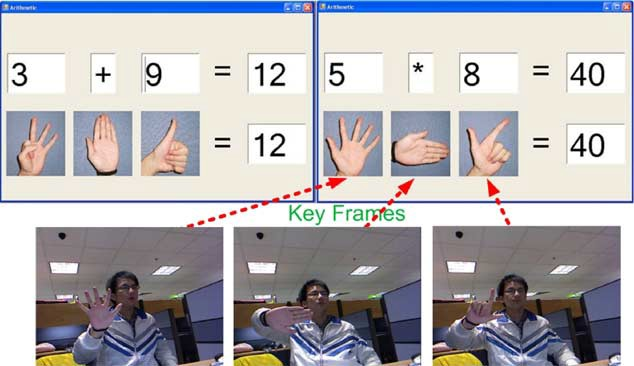 Arithmetic
3 + 9 = 12
= 12
Arithmetic
5 * 8 = 40
= 40
Key Frames